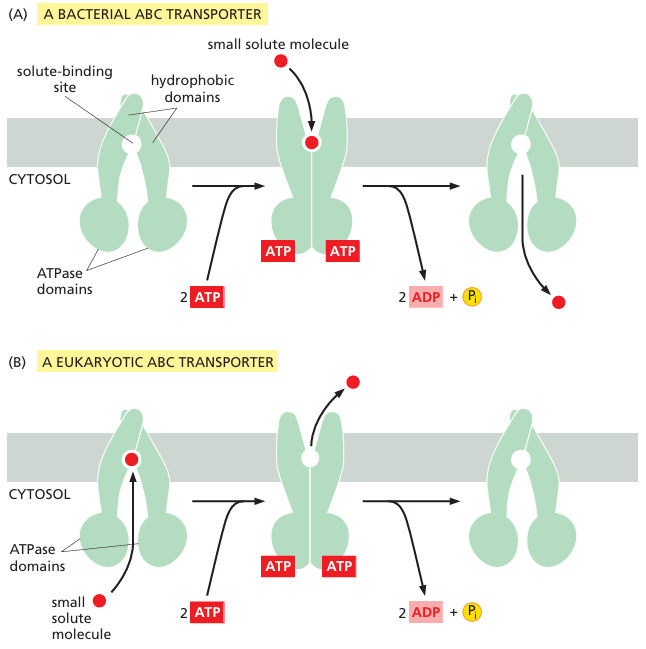 (A) A BACTERIAL ABC TRANSPORTER
small solute molecule
solute-binding
site
hydrophobic
domains
CYTOSOL
ATPase
domains
ATP ATP
2 ATP
2 ADP + Pi
(B) A EUKARYOTIC ABC TRANSPORTER
CYTOSOL
ATPase
domains
ATP ATP
small
solute
molecule
2 ATP
2 ADP + Pi